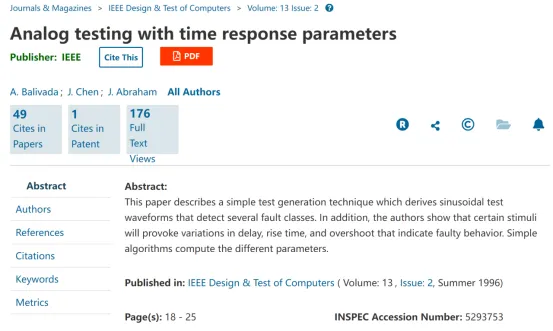 Journals & Magazines > IEEE Design & Test of Computers > Volume: 13 Issue: 2
Analog testing with time response parameters
Publisher: IEEE Cite This PDF
A. Balivada ; J. Chen ; J. Abraham All Authors
49 1 176
Cites in Cites in Full
Papers Patent Text
Views
Abstract
Authors
References
Citations
Keywords
Metrics
Abstract:
This paper describes a simple test generation technique which derives sinusoidal test
waveforms that detect several fault classes. In addition, the authors show that certain stimuli
will provoke variations in delay, rise time, and overshoot that indicate faulty behavior. Simple
algorithms compute the different parameters.
Published in: IEEE Design & Test of Computers ( Volume: 13 , Issue: 2, Summer 1996)
Page(s): 18 - 25 INSPEC Accession Number: 5293753